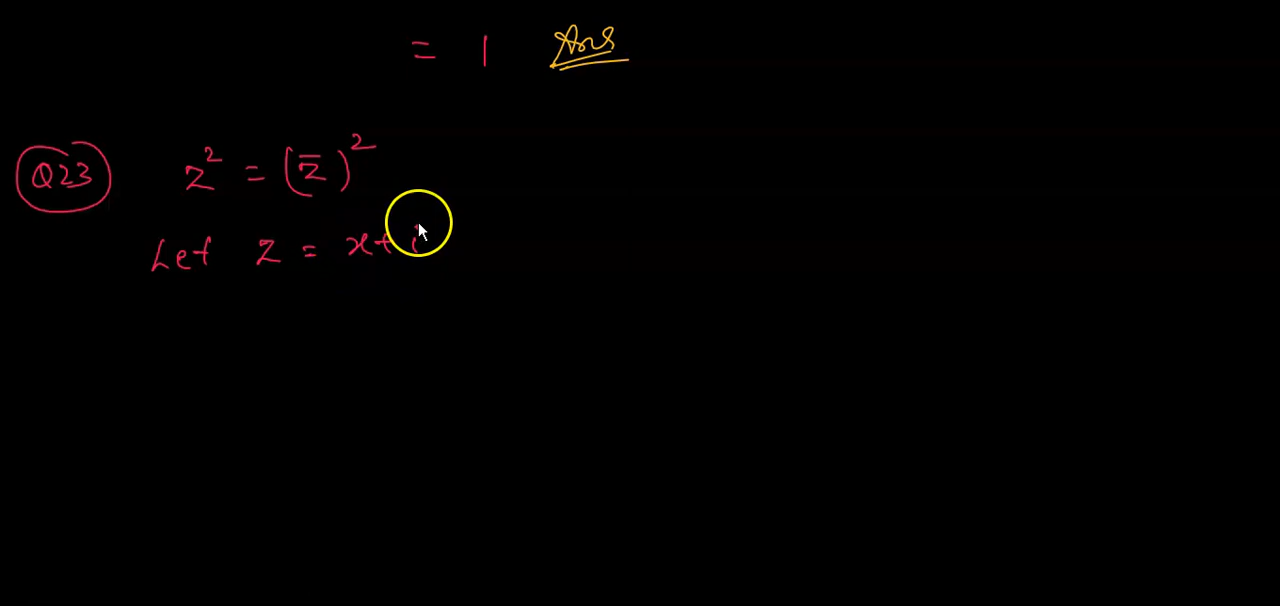 = 1 Ans
Q23 z² = (z̅)²
Let z = x+i